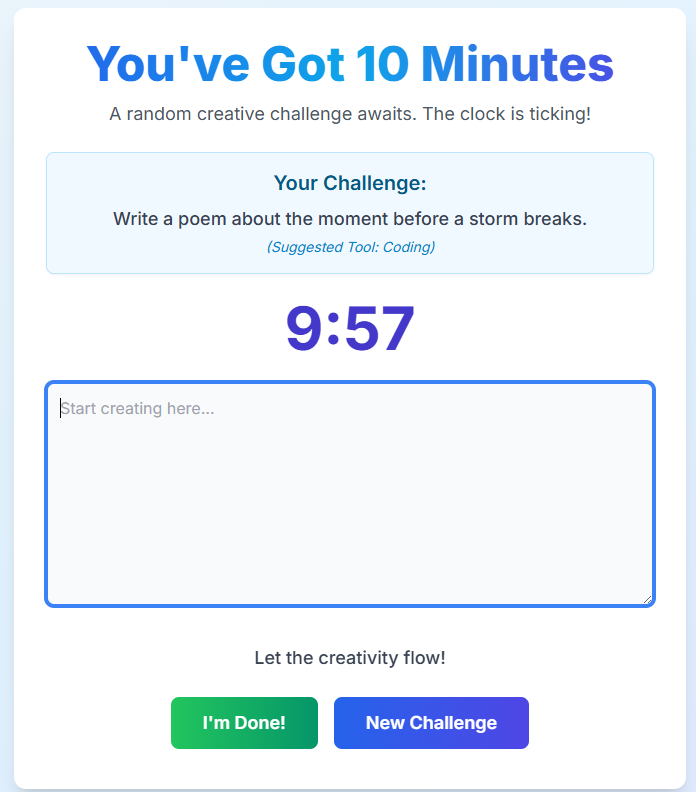 You've Got 10 Minutes
A random creative challenge awaits. The clock is ticking!
Your Challenge:
Write a poem about the moment before a storm breaks.
(Suggested Tool: Coding)
9:57
Start creating here...
Let the creativity flow!
I'm Done!
New Challenge